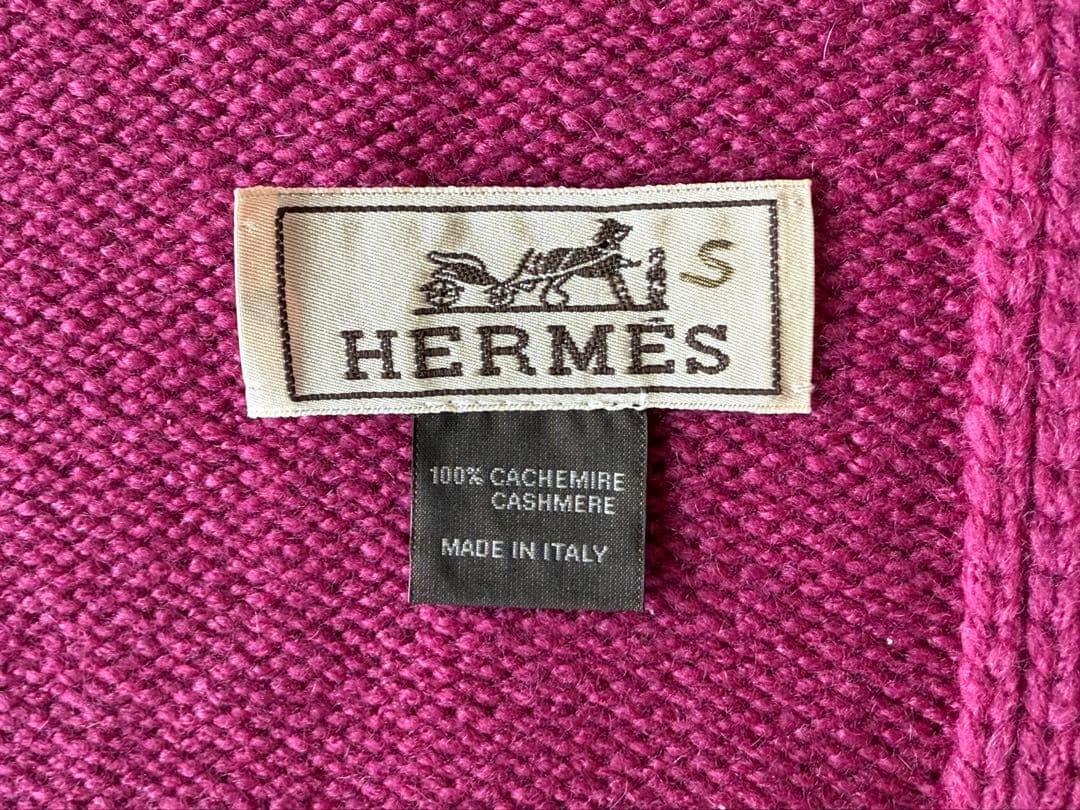 S
HERMÈS
100% CACHEMIRE
CASHMERE
MADE IN ITALY